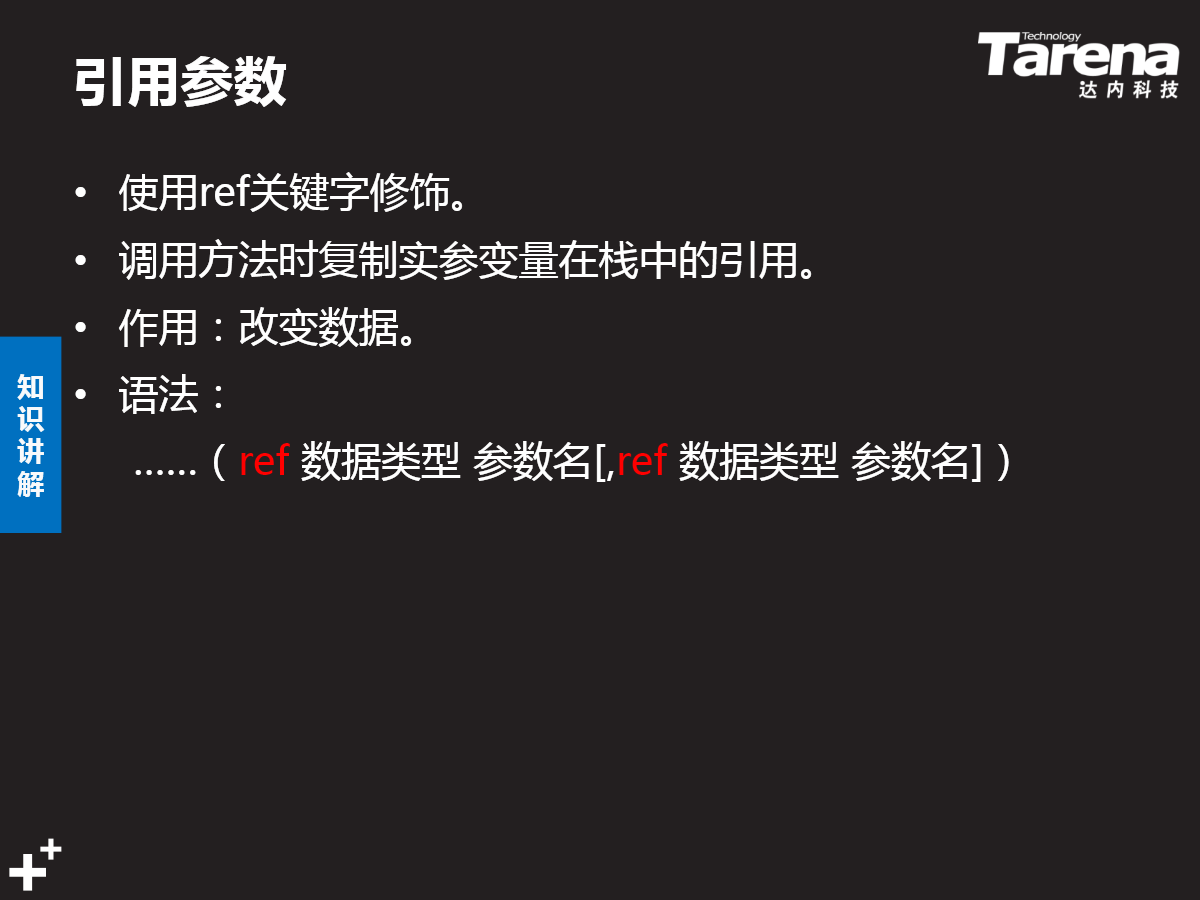 引用参数
Technology
Tarena
达内科技
• 使用ref关键字修饰。
• 调用方法时复制实参变量在栈中的引用。
• 作用：改变数据。
• 语法：
……（ref 数据类型 参数名[,ref 数据类型 参数名]）
知识讲解